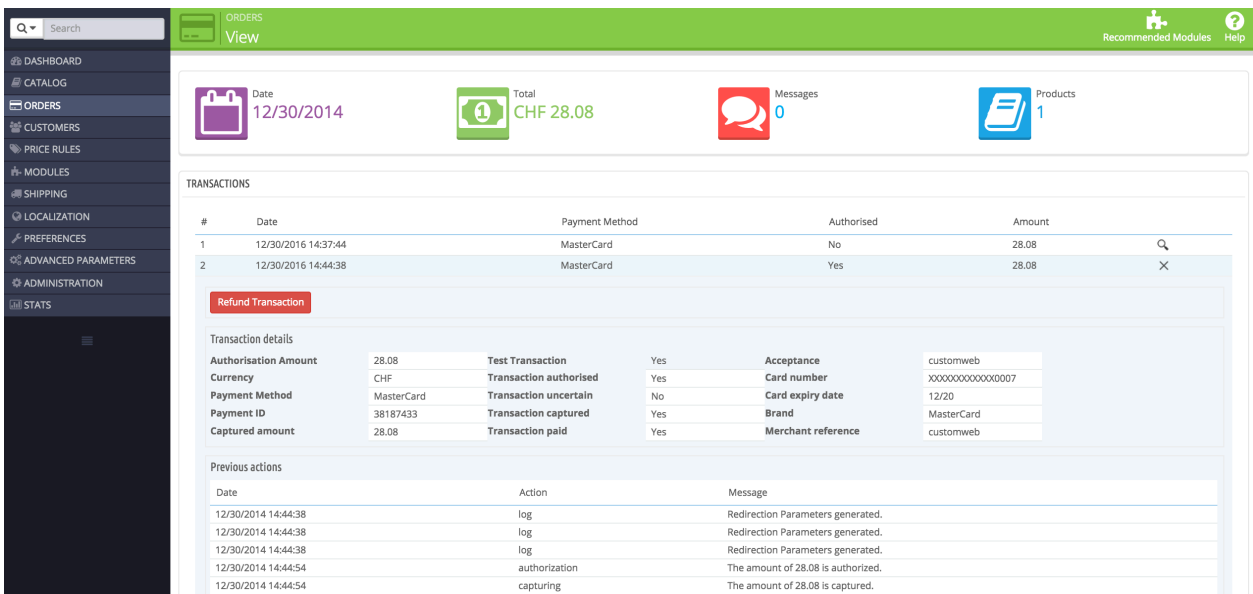 Search
DASHBOARD
CATALOG
ORDERS
CUSTOMERS
PRICE RULES
MODULES
SHIPPING
LOCALIZATION
PREFERENCES
ADVANCED PARAMETERS
ADMINISTRATION
STATS
ORDERS
View
Recommended Modules Help
Date
12/30/2014
Total
CHF 28.08
Messages
0
Products
1
TRANSACTIONS
# Date Payment Method Authorised Amount
1 12/30/2016 14:37:44 MasterCard No 28.08
2 12/30/2016 14:44:38 MasterCard Yes 28.08
Refund Transaction
Transaction details
Authorisation Amount 28.08 Test Transaction Yes Acceptance customweb
Currency CHF Transaction authorised Yes Card number XXXXXXXXXXXX0007
Payment Method MasterCard Transaction uncertain No Card expiry date 12/20
Payment ID 38187433 Transaction captured Yes Brand MasterCard
Captured amount 28.08 Transaction paid Yes Merchant reference customweb
Previous actions
Date Action Message
12/30/2014 14:44:38 log Redirection Parameters generated.
12/30/2014 14:44:38 log Redirection Parameters generated.
12/30/2014 14:44:38 log Redirection Parameters generated.
12/30/2014 14:44:54 authorization The amount of 28.08 is authorized.
12/30/2014 14:44:54 capturing The amount of 28.08 is captured.